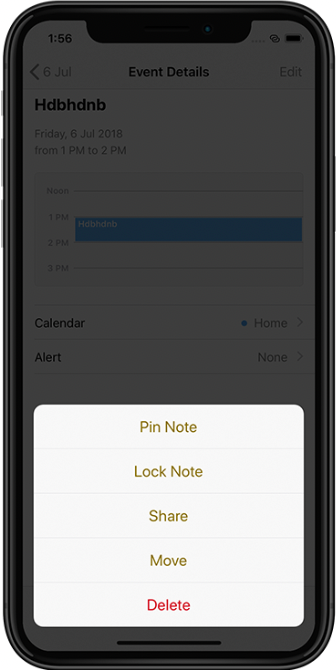 1:56
6 Jul
Event Details
Edit
Hdbhdnb
Friday, 6 Jul 2018
from 1 PM to 2 PM
Noon
1 PM
Hdbhdnb
2 PM
3 PM
Calendar
Home
Alert
None
Pin Note
Lock Note
Share
Move
Delete